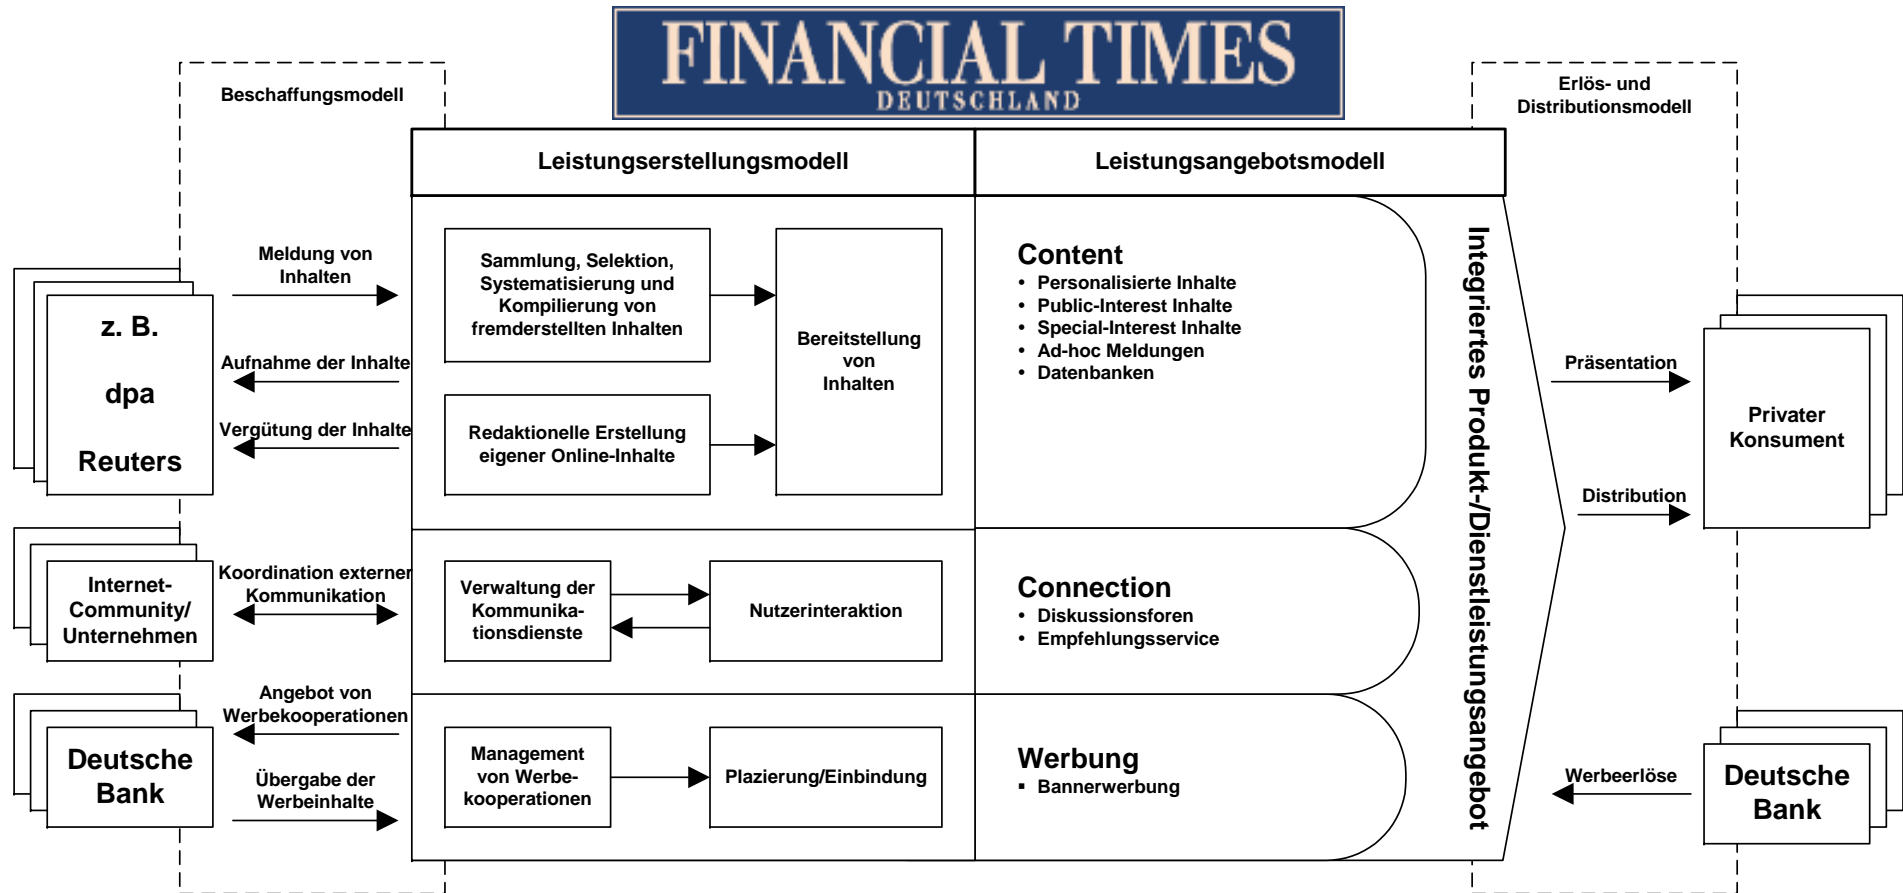 FINANCIAL TIMES
DEUTSCHLAND
Beschaffungsmodell
Erlös- und
Distributionsmodell
Leistungserstellungsmodell
Leistungsangebotsmodell
Meldung von
Inhalten
Aufnahme der Inhalte
Vergütung der Inhalte
z. B.
dpa
Reuters
Sammlung, Selektion,
Systematisierung und
Kompilierung von
fremderstellten Inhalten
Redaktionelle Erstellung
eigener Online-Inhalte
Bereitstellung
von
Inhalten
Content
• Personalisierte Inhalte
• Public-Interest Inhalte
• Special-Interest Inhalte
• Ad-hoc Meldungen
• Datenbanken
Integriertes Produkt-/Dienstleistungsangebot
Präsentation
Distribution
Privater
Konsument
Internet-
Community/
Unternehmen
Koordination externer
Kommunikation
Verwaltung der
Kommunika-
tionsdienste
Nutzerinteraktion
Connection
• Diskussionsforen
• Empfehlungsservice
Deutsche
Bank
Angebot von
Werbekooperationen
Übergabe der
Werbeinhalte
Management
von Werbe-
kooperationen
Plazierung/Einbindung
Werbung
▪ Bannerwerbung
Werbeerlöse
Deutsche
Bank